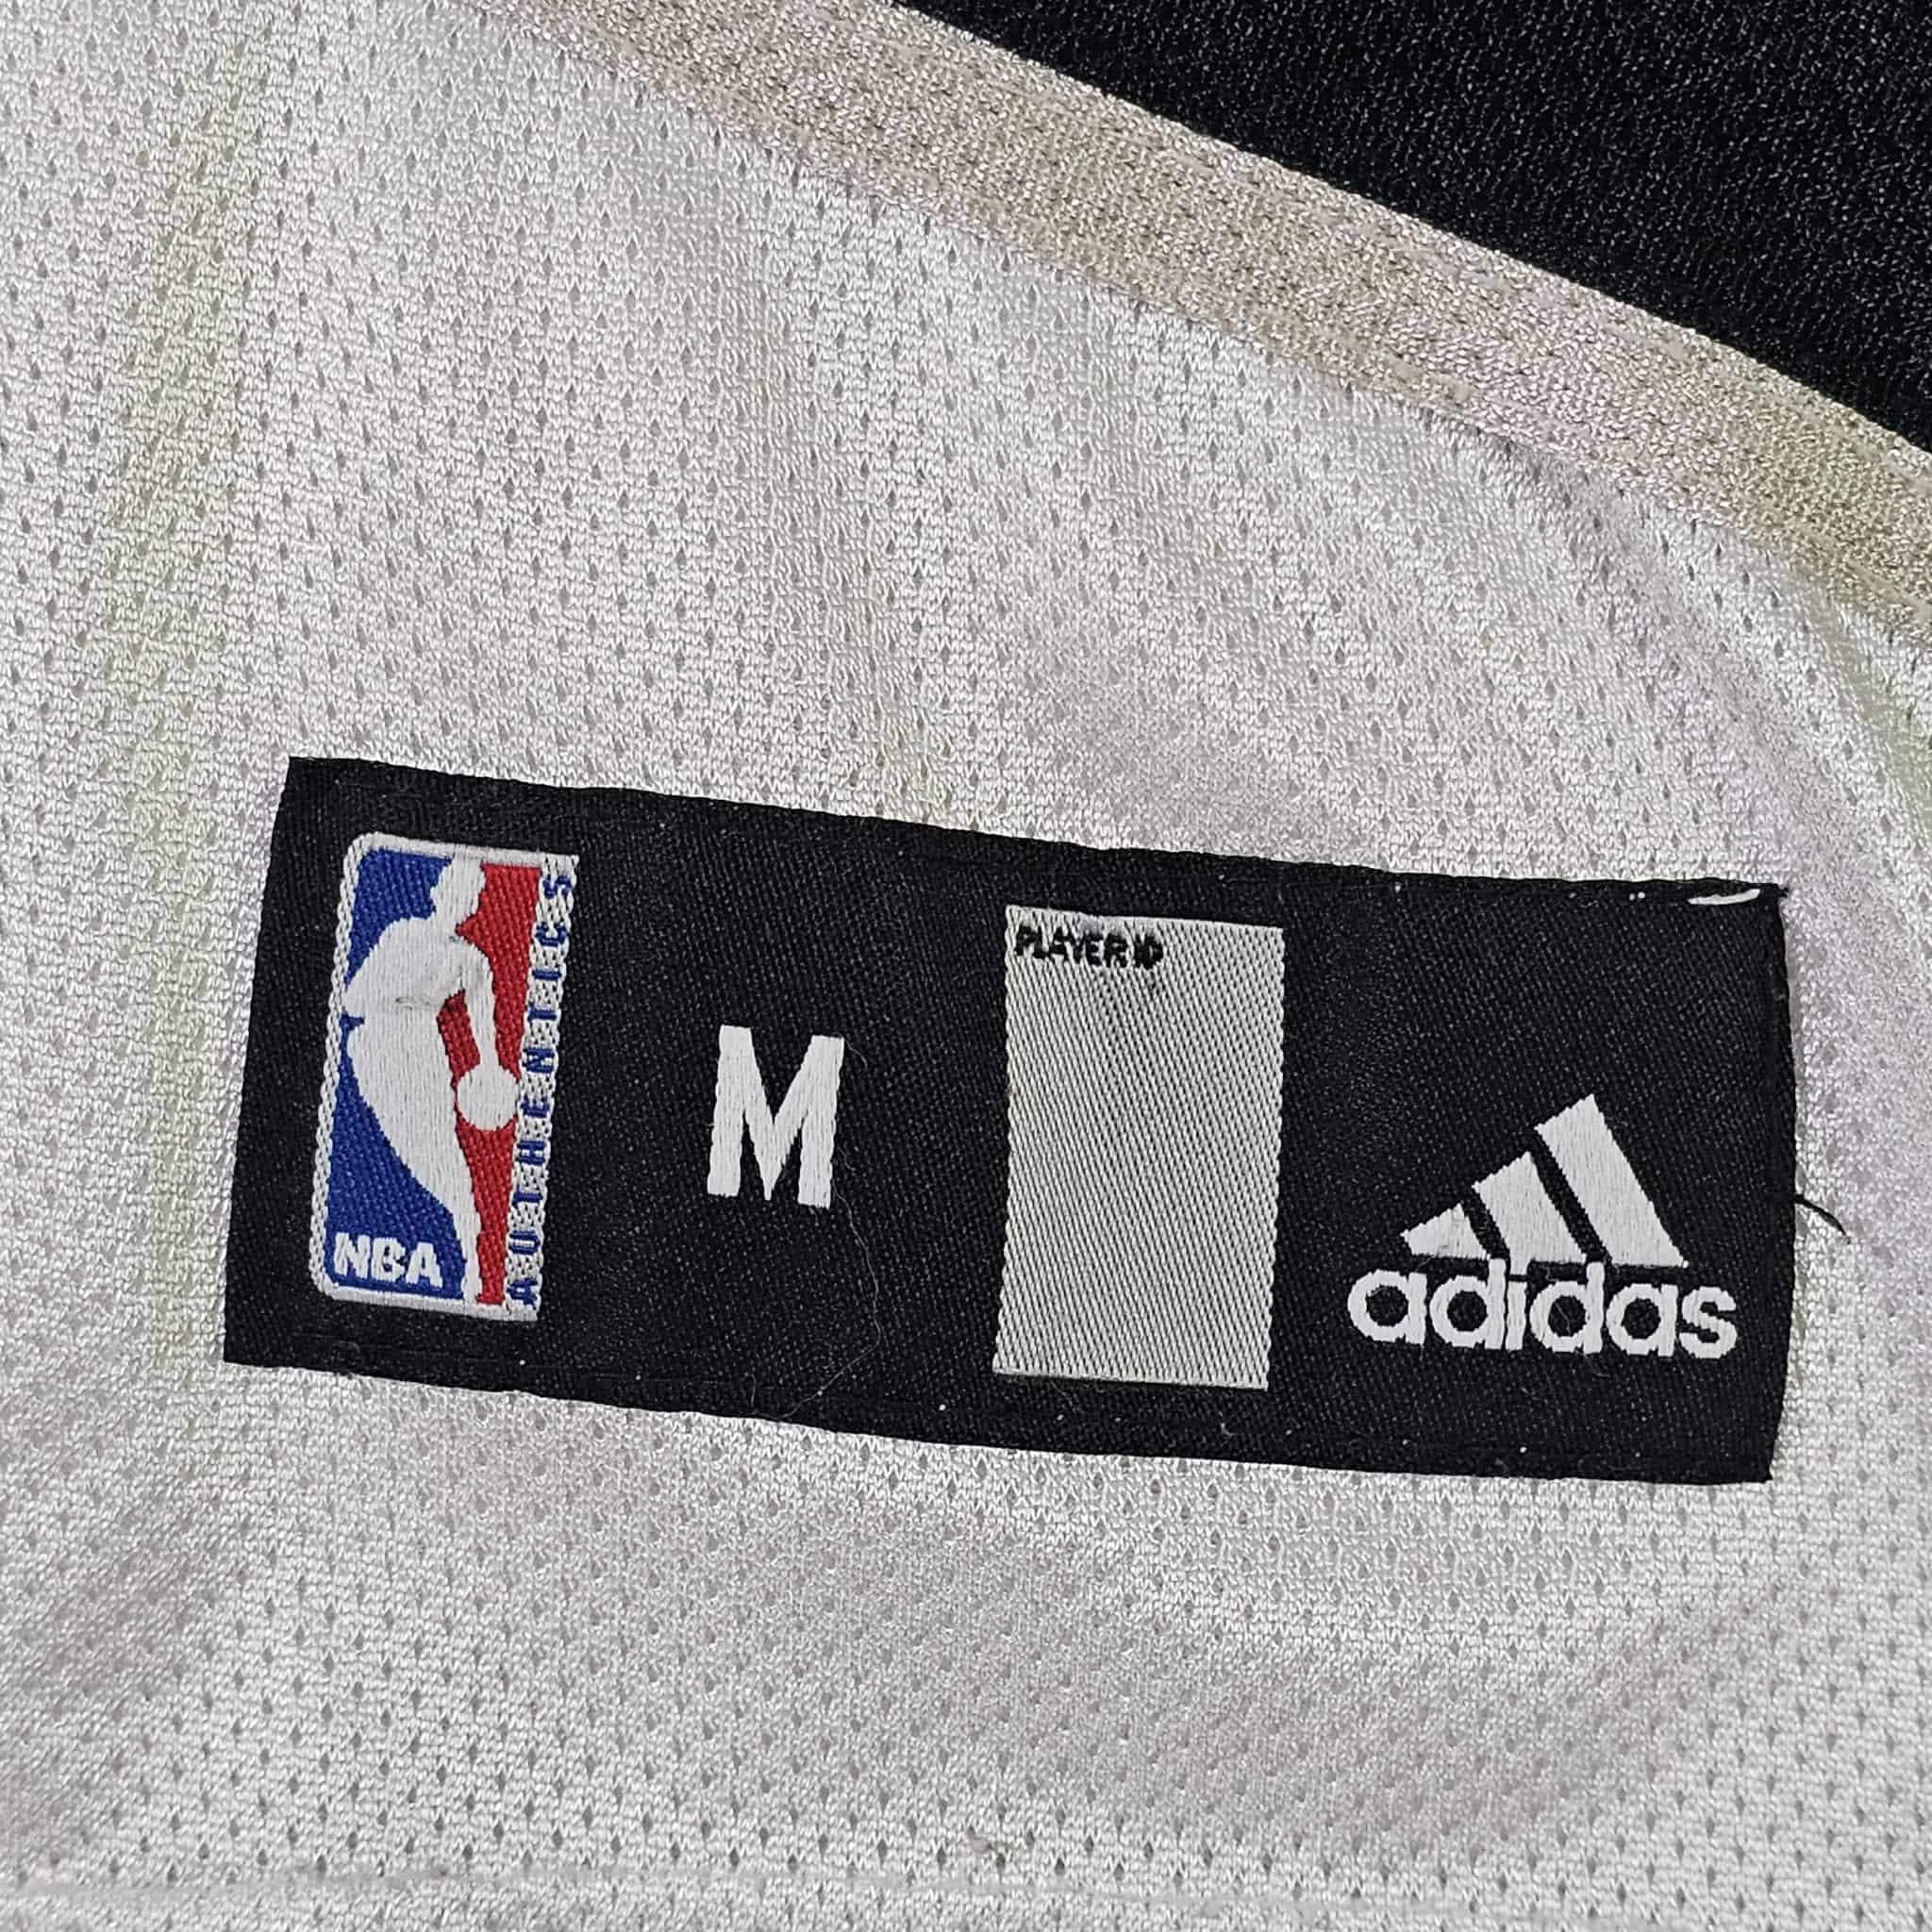 NBA
AUTHENTICS
M
PLAYER ID
adidas